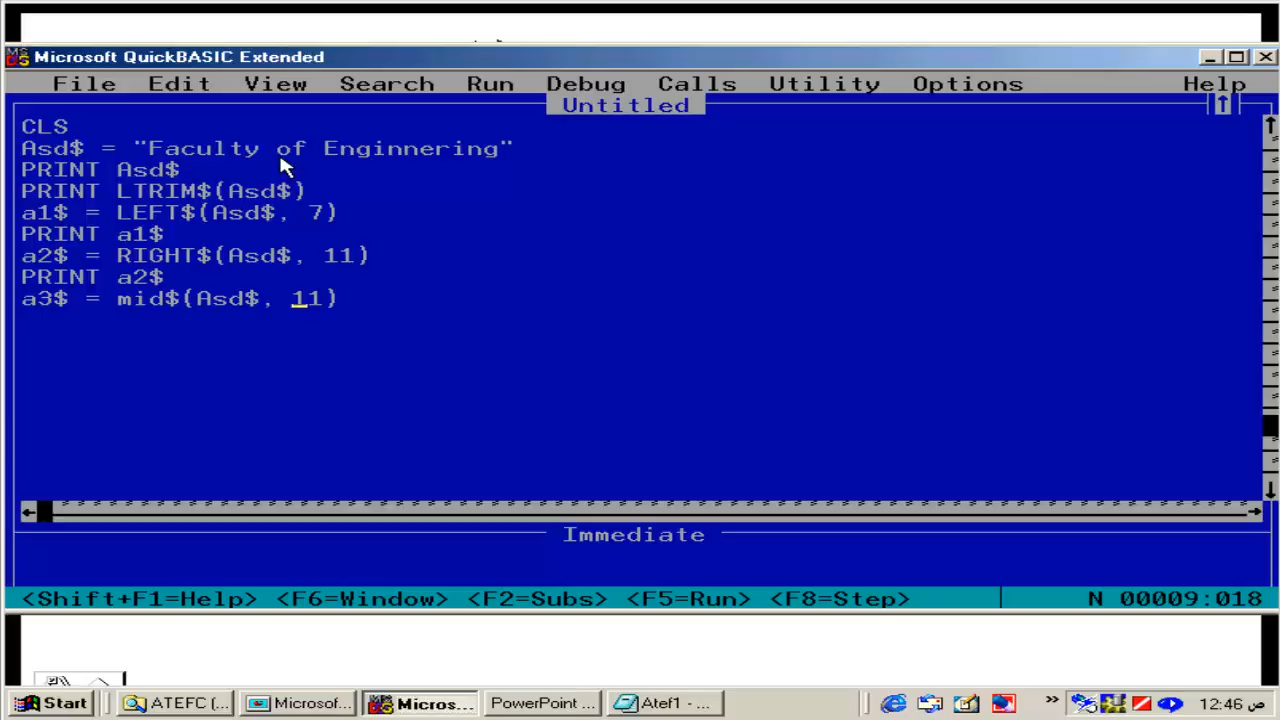 Microsoft QuickBASIC Extended
File Edit View Search Run Debug Calls Utility Options Help
Untitled
CLS
Asd$ = "Faculty of Enginnering"
PRINT Asd$
PRINT LTRIM$(Asd$)
a1$ = LEFT$(Asd$, 7)
PRINT a1$
a2$ = RIGHT$(Asd$, 11)
PRINT a2$
a3$ = mid$(Asd$, 11)
Immediate
<Shift+F1=Help> <F6=Window> <F2=Subs> <F5=Run> <F8=Step> N 00009:018
Start ATEFC (... Microsof... Micros... PowerPoint ... Atef1 - ... » 12:46 ص